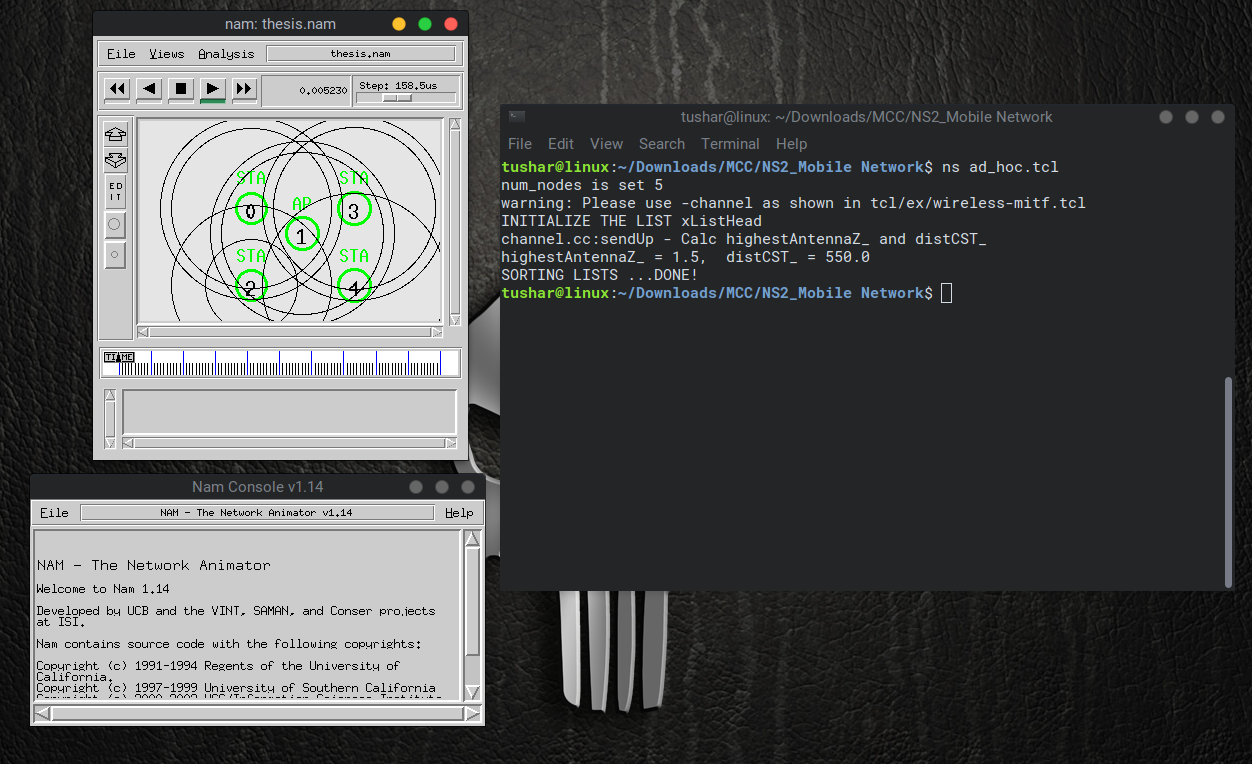 nam: thesis.nam
File Views Analysis thesis.nam
0.005230
Step: 158.5us
ED
IT
STA
STA
AP
0
3
1
STA
STA
2
4
TIME
tushar@linux: ~/Downloads/MCC/NS2_Mobile Network
File Edit View Search Terminal Help
tushar@linux:~/Downloads/MCC/NS2_Mobile Network$ ns ad_hoc.tcl
num_nodes is set 5
warning: Please use -channel as shown in tcl/ex/wireless-mitf.tcl
INITIALIZE THE LIST xListHead
channel.cc:sendUp - Calc highestAntennaZ_ and distCST_
highestAntennaZ_ = 1.5,  distCST_ = 550.0
SORTING LISTS ...DONE!
tushar@linux:~/Downloads/MCC/NS2_Mobile Network$
Nam Console v1.14
File NAM - The Network Animator v1.14 Help
NAM - The Network Animator
Welcome to Nam 1.14
Developed by UCB and the VINT, SAMAN, and Conser projects
at ISI.
Nam contains source code with the following copyrights:
Copyright (c) 1991-1994 Regents of the University of
California.
Copyright (c) 1997-1999 University of Southern California